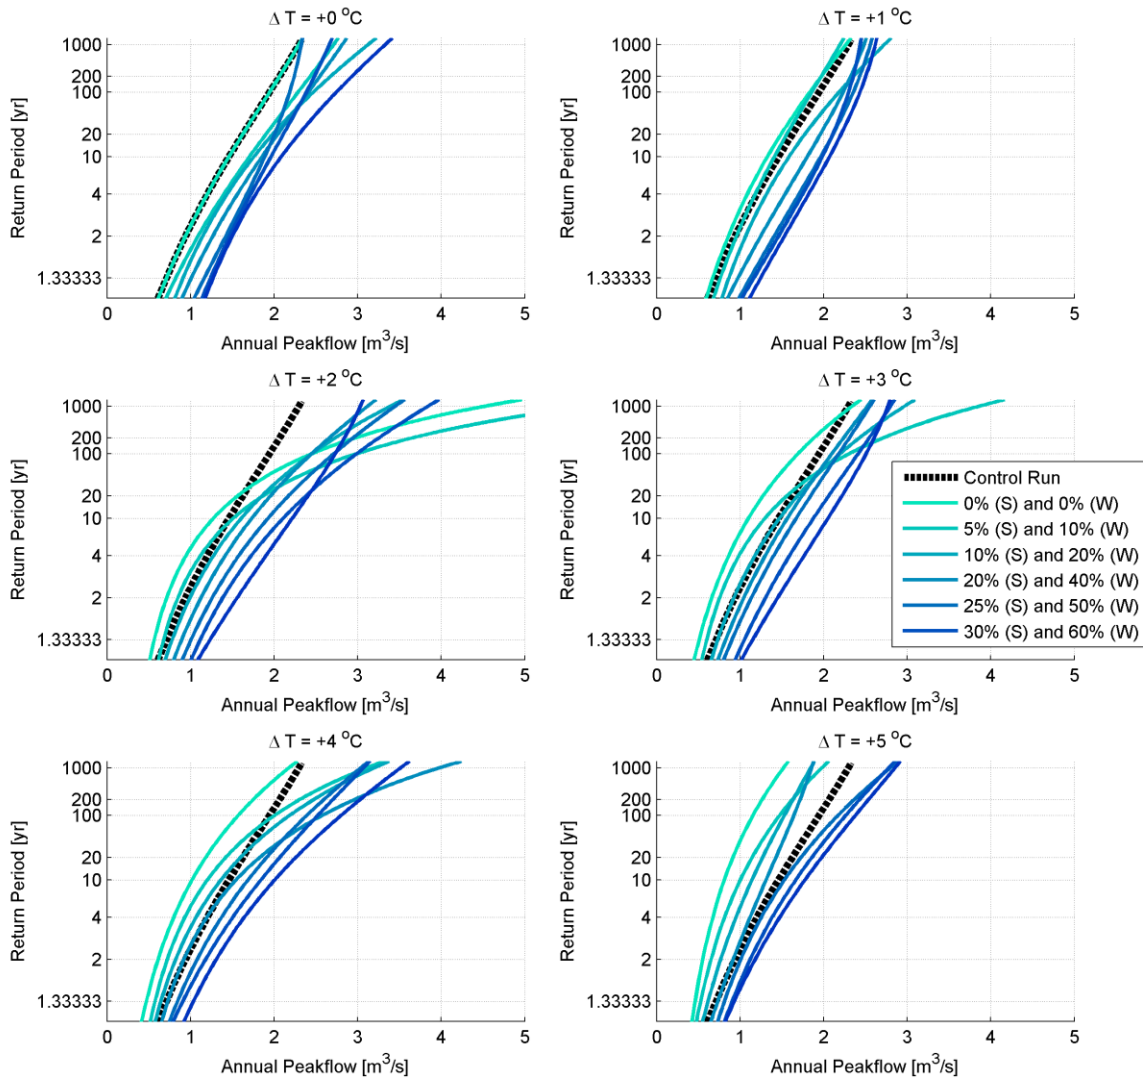 Δ T = +0 °C
1000
200
100
20
10
4
2
1.33333
Return Period [yr]
0 1 2 3 4 5
Annual Peakflow [m³/s]
Δ T = +1 °C
1000
200
100
20
10
4
2
1.33333
Return Period [yr]
0 1 2 3 4 5
Annual Peakflow [m³/s]
Δ T = +2 °C
1000
200
100
20
10
4
2
1.33333
Return Period [yr]
0 1 2 3 4 5
Annual Peakflow [m³/s]
Δ T = +3 °C
1000
200
100
20
10
4
2
1.33333
Return Period [yr]
0 1 2 3 4 5
Annual Peakflow [m³/s]
Control Run
0% (S) and 0% (W)
5% (S) and 10% (W)
10% (S) and 20% (W)
20% (S) and 40% (W)
25% (S) and 50% (W)
30% (S) and 60% (W)
Δ T = +4 °C
1000
200
100
20
10
4
2
1.33333
Return Period [yr]
0 1 2 3 4 5
Annual Peakflow [m³/s]
Δ T = +5 °C
1000
200
100
20
10
4
2
1.33333
Return Period [yr]
0 1 2 3 4 5
Annual Peakflow [m³/s]